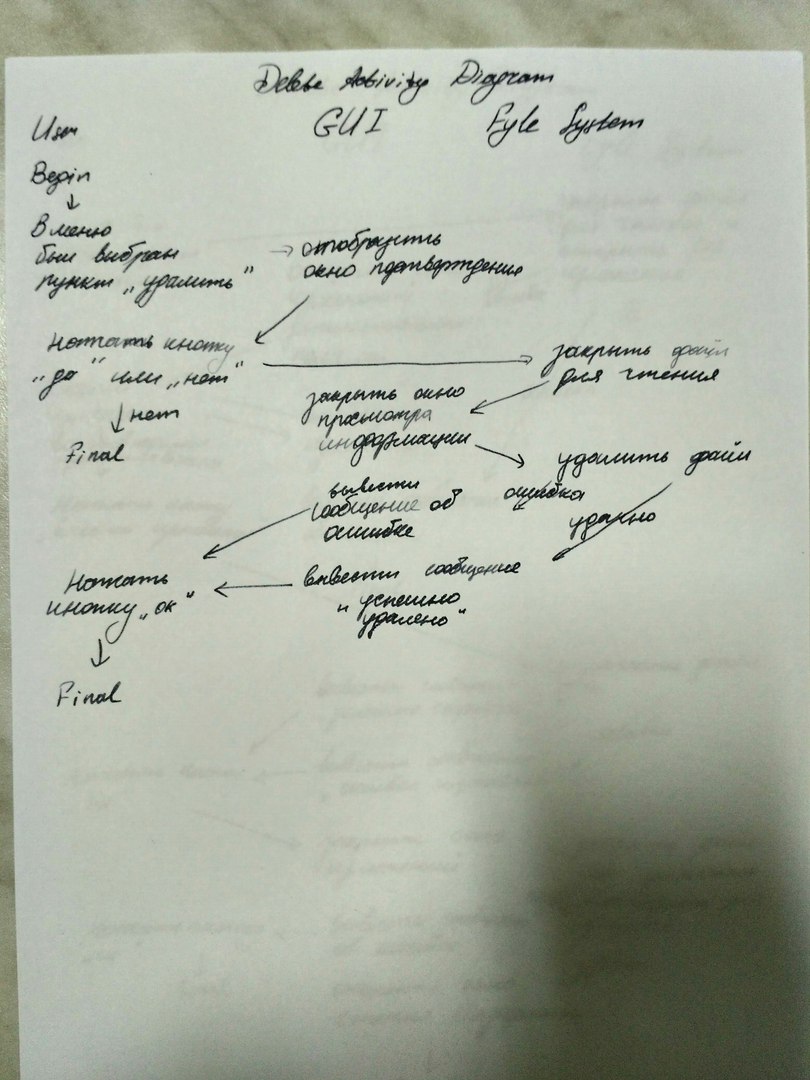 Delete Activity Diagram
User GUI Fyle System
Begin
В меню
был выбран
пункт „удалить"
отобразить
окно подтверждение
Нажать кнопку
„да" или „нет"
закрыть файл
для чтения
нет
Final
закрыть окно
просмотра
информации
удалить файл
ошибка
удачно
вывести
сообщение об
ошибке
вывести сообщение
„успешно
удалено"
Нажать
кнопку „ок"
Final